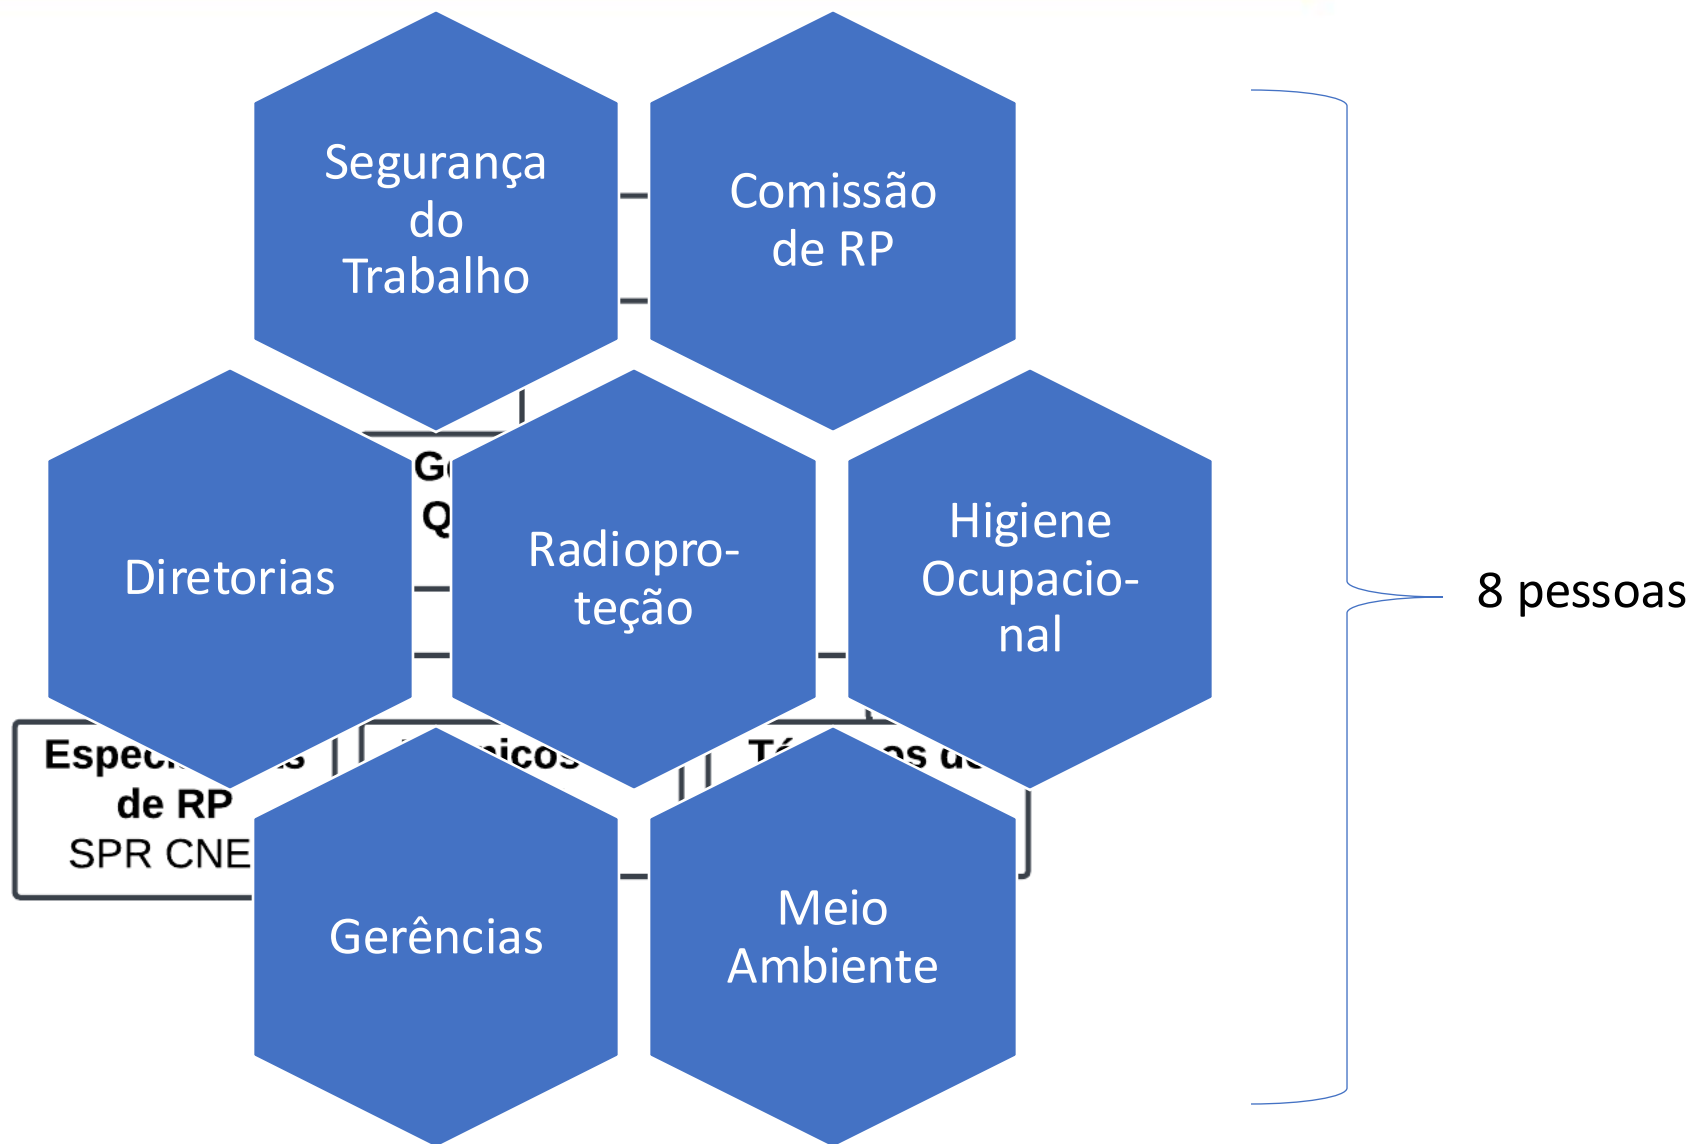 Segurança
do
Trabalho
Comissão
de RP
Diretorias
Radiopro-
teção
Higiene
Ocupacio-
nal
8 pessoas
de RP
SPR CNE
Gerências
Meio
Ambiente